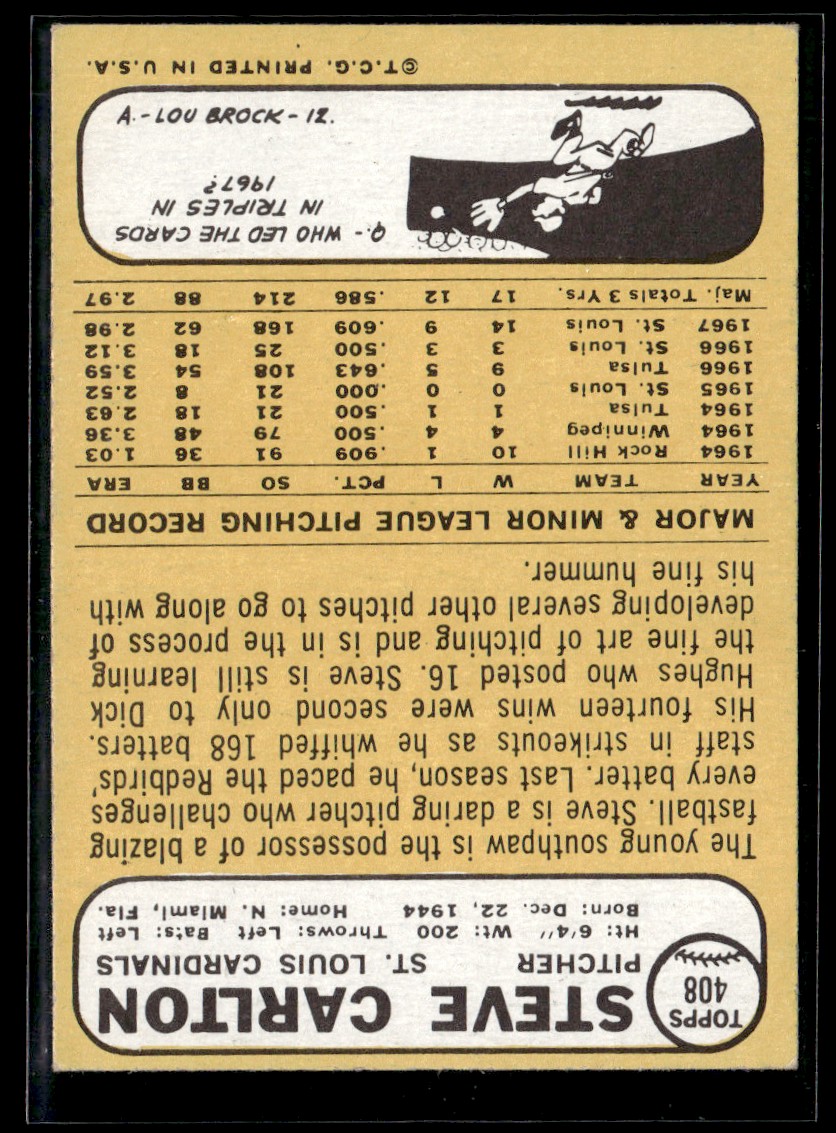 TOPPS
408
STEVE CARLTON
PITCHER ST. LOUIS CARDINALS
Ht: 6'4" Wt: 200 Throws: Left Bats: Left
Born: Dec. 22, 1944 Home: N. Miami, Fla.
The young southpaw is the possessor of a blazing
fastball. Steve is a daring pitcher who challenges
every batter. Last season, he paced the Redbirds'
staff in strikeouts as he whiffed 168 batters.
His fourteen wins were second only to Dick
Hughes who posted 16. Steve is still learning
the fine art of pitching and is in the process of
developing several other pitches to go along with
his fine hummer.
MAJOR & MINOR LEAGUE PITCHING RECORD
YEAR TEAM W L PCT. SO BB ERA
1964 Rock Hill 10 1 .909 91 36 1.03
1964 Winnipeg 4 4 .500 79 48 3.36
1964 Tulsa 1 1 .500 21 18 2.63
1965 St. Louis 0 0 .000 21 8 2.52
1966 Tulsa 9 5 .643 108 54 3.59
1966 St. Louis 3 3 .500 25 18 3.12
1967 St. Louis 14 9 .609 168 62 2.98
Maj. Totals 3 Yrs. 17 12 .586 214 88 2.97
Q.- WHO LED THE CARDS
IN TRIPLES IN
1967?
A.- LOU BROCK - 12.
©T.C.G. PRINTED IN U.S.A.